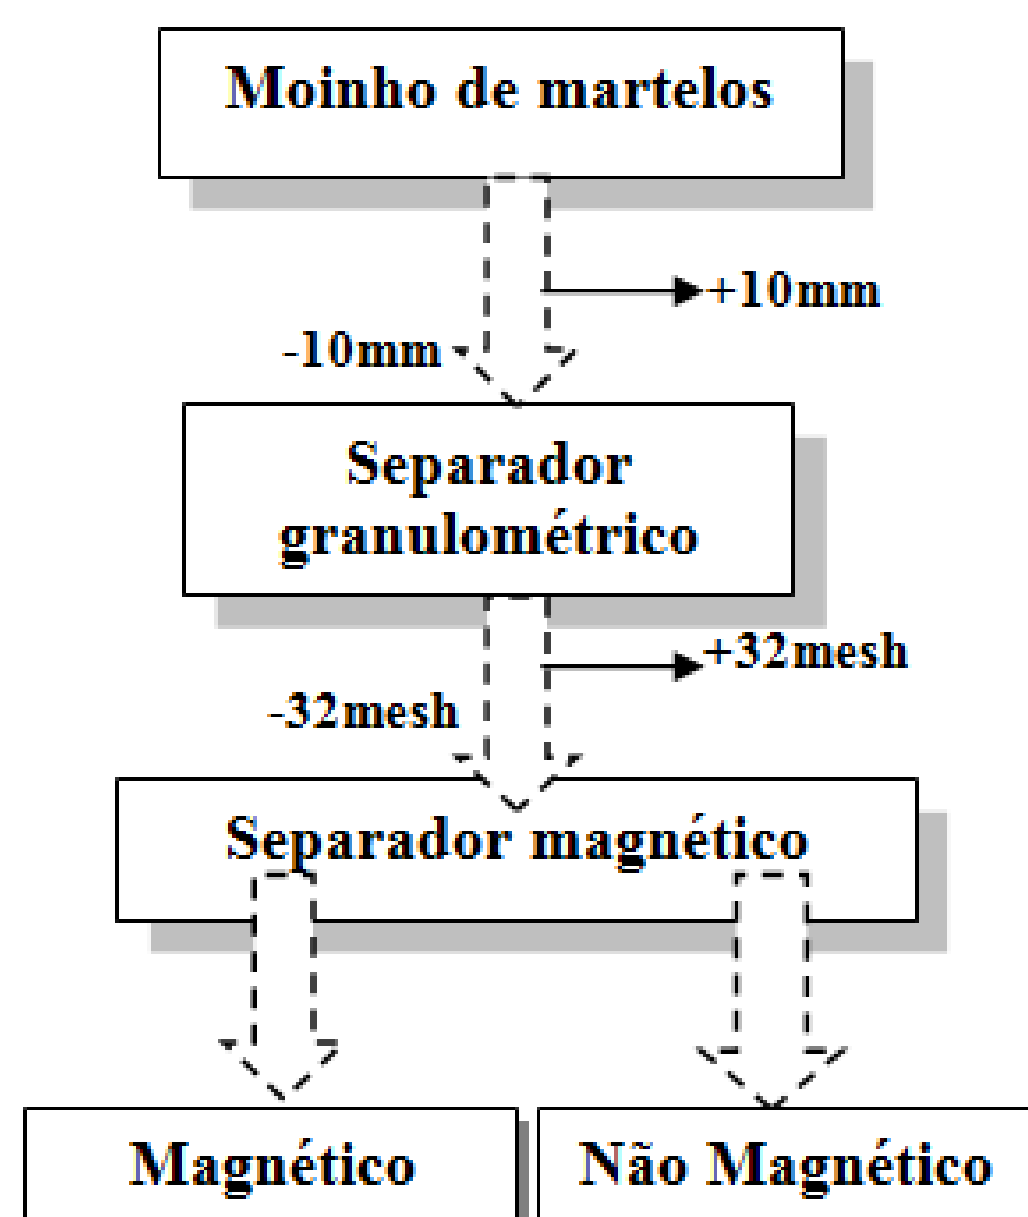 Moinho de martelos
+10mm
-10mm
Separador
granulométrico
+32mesh
-32mesh
Separador magnético
Magnético
Não Magnético